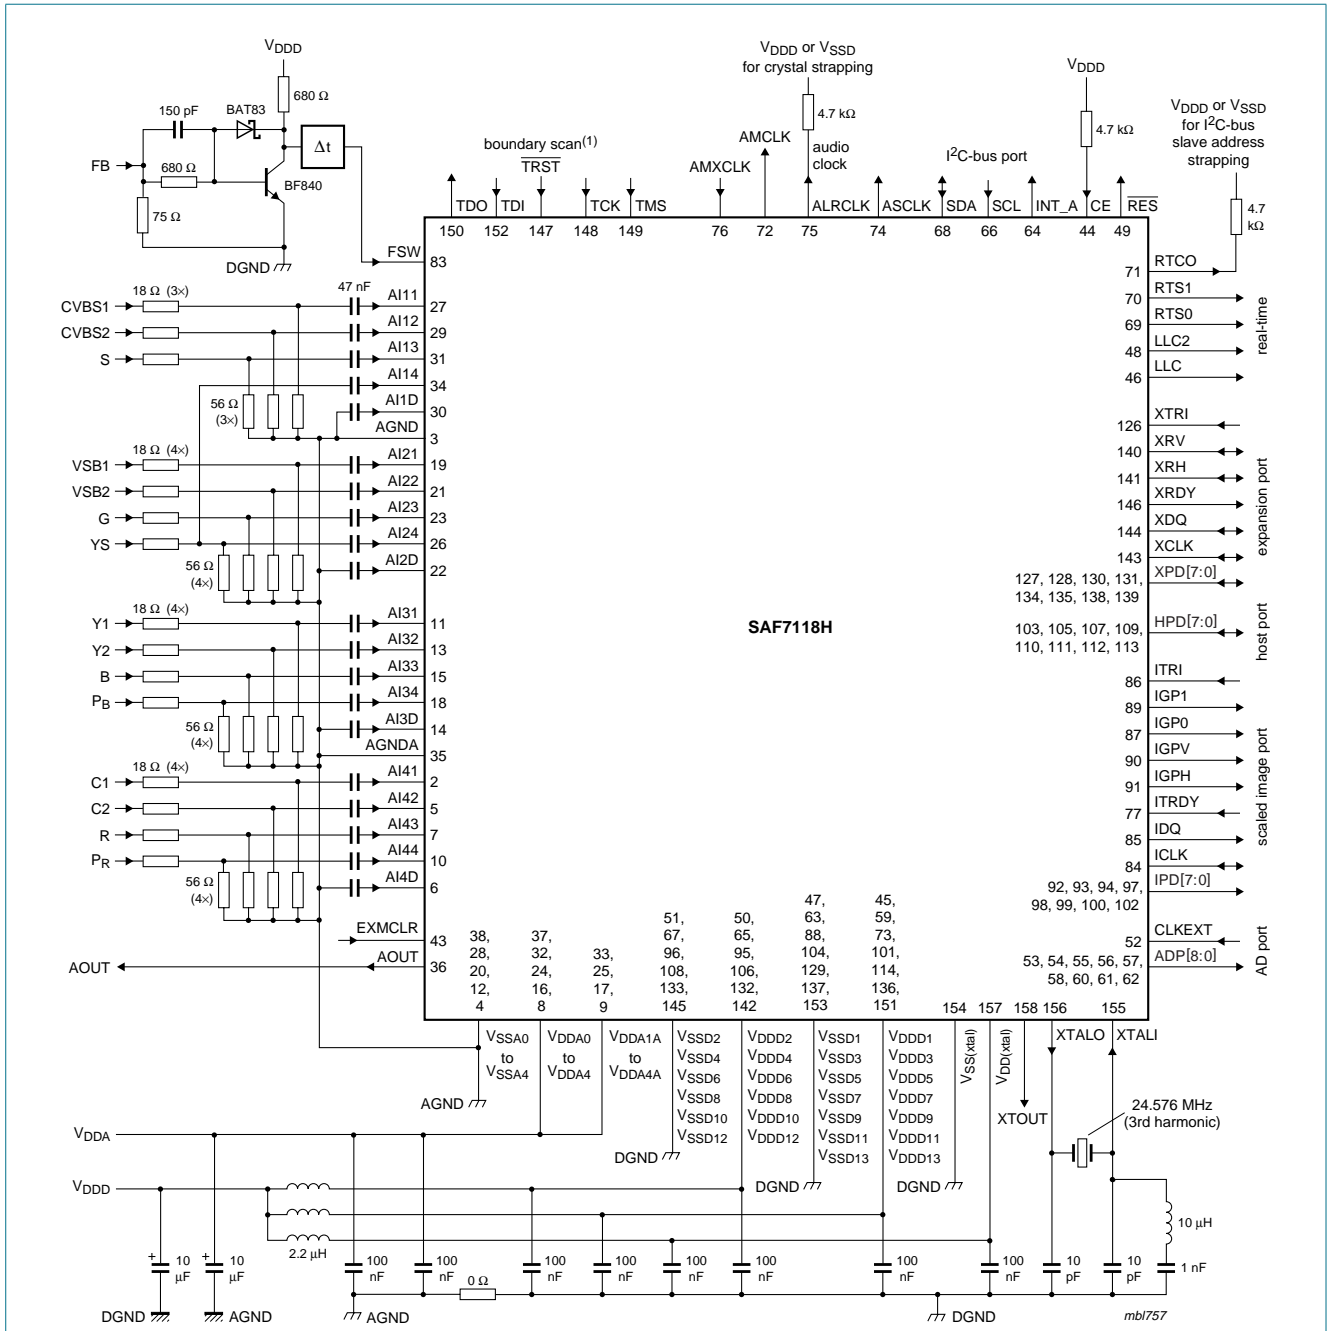 VDDD
680 Ω
150 pF
BAT83
FB
680 Ω
75 Ω
BF840
Δt
DGND
VDDD or VSSD
for crystal strapping
4.7 kΩ
audio
clock
VDDD
4.7 kΩ
VDDD or VSSD
for I²C-bus
slave address
strapping
4.7
kΩ
boundary scan(1)
TRST
AMXCLK
AMCLK
I²C-bus port
TDO
TDI
TCK
TMS
ALRCLK
ASCLK
SDA
SCL
INT_A
CE
RES
150
152
147
148
149
76
72
75
74
68
66
64
44
49
FSW
83
CVBS1
18 Ω (3×)
47 nF
AI11
27
CVBS2
AI12
29
S
AI13
31
AI14
34
56 Ω
(3×)
AI1D
30
AGND
3
VSB1
18 Ω (4×)
AI21
19
VSB2
AI22
21
G
AI23
23
YS
AI24
26
56 Ω
(4×)
AI2D
22
Y1
18 Ω (4×)
AI31
11
Y2
AI32
13
B
AI33
15
PB
AI34
18
56 Ω
(4×)
AI3D
14
AGNDA
35
C1
18 Ω (4×)
AI41
2
C2
AI42
5
R
AI43
7
PR
AI44
10
56 Ω
(4×)
AI4D
6
EXMCLR
43
AOUT
AOUT
36
SAF7118H
71
RTCO
70
RTS1
69
RTS0
48
LLC2
46
LLC
real-time
126
XTRI
140
XRV
141
XRH
146
XRDY
144
XDQ
143
XCLK
127, 128, 130, 131,
134, 135, 138, 139
XPD[7:0]
expansion port
103, 105, 107, 109,
110, 111, 112, 113
HPD[7:0]
host port
86
ITRI
89
IGP1
87
IGP0
90
IGPV
91
IGPH
77
ITRDY
85
IDQ
84
ICLK
92, 93, 94, 97,
98, 99, 100, 102
IPD[7:0]
scaled image port
52
CLKEXT
53, 54, 55, 56, 57,
58, 60, 61, 62
ADP[8:0]
AD port
38,
28,
20,
12,
4
37,
32,
24,
16,
8
33,
25,
17,
9
51,
67,
96,
108,
133,
145
50,
65,
95,
106,
132,
142
47,
63,
88,
104,
129,
137,
153
45,
59,
73,
101,
114,
136,
151
154
157
158
156
155
VSSA0
to
VSSA4
VDDA0
to
VDDA4
VDDA1A
to
VDDA4A
VSSD2
VSSD4
VSSD6
VSSD8
VSSD10
VSSD12
VDDD2
VDDD4
VDDD6
VDDD8
VDDD10
VDDD12
VSSD1
VSSD3
VSSD5
VSSD7
VSSD9
VSSD11
VSSD13
VDDD1
VDDD3
VDDD5
VDDD7
VDDD9
VDDD11
VDDD13
VSS(xtal)
VDD(xtal)
XTOUT
XTALO
XTALI
24.576 MHz
(3rd harmonic)
AGND
DGND
DGND
DGND
VDDA
VDDD
2.2 µH
10 µH
+
10
µF
+
10
µF
100
nF
100
nF
100
nF
100
nF
100
nF
100
nF
100
nF
100
nF
10
pF
10
pF
1 nF
0 Ω
DGND
AGND
AGND
DGND
mbl757